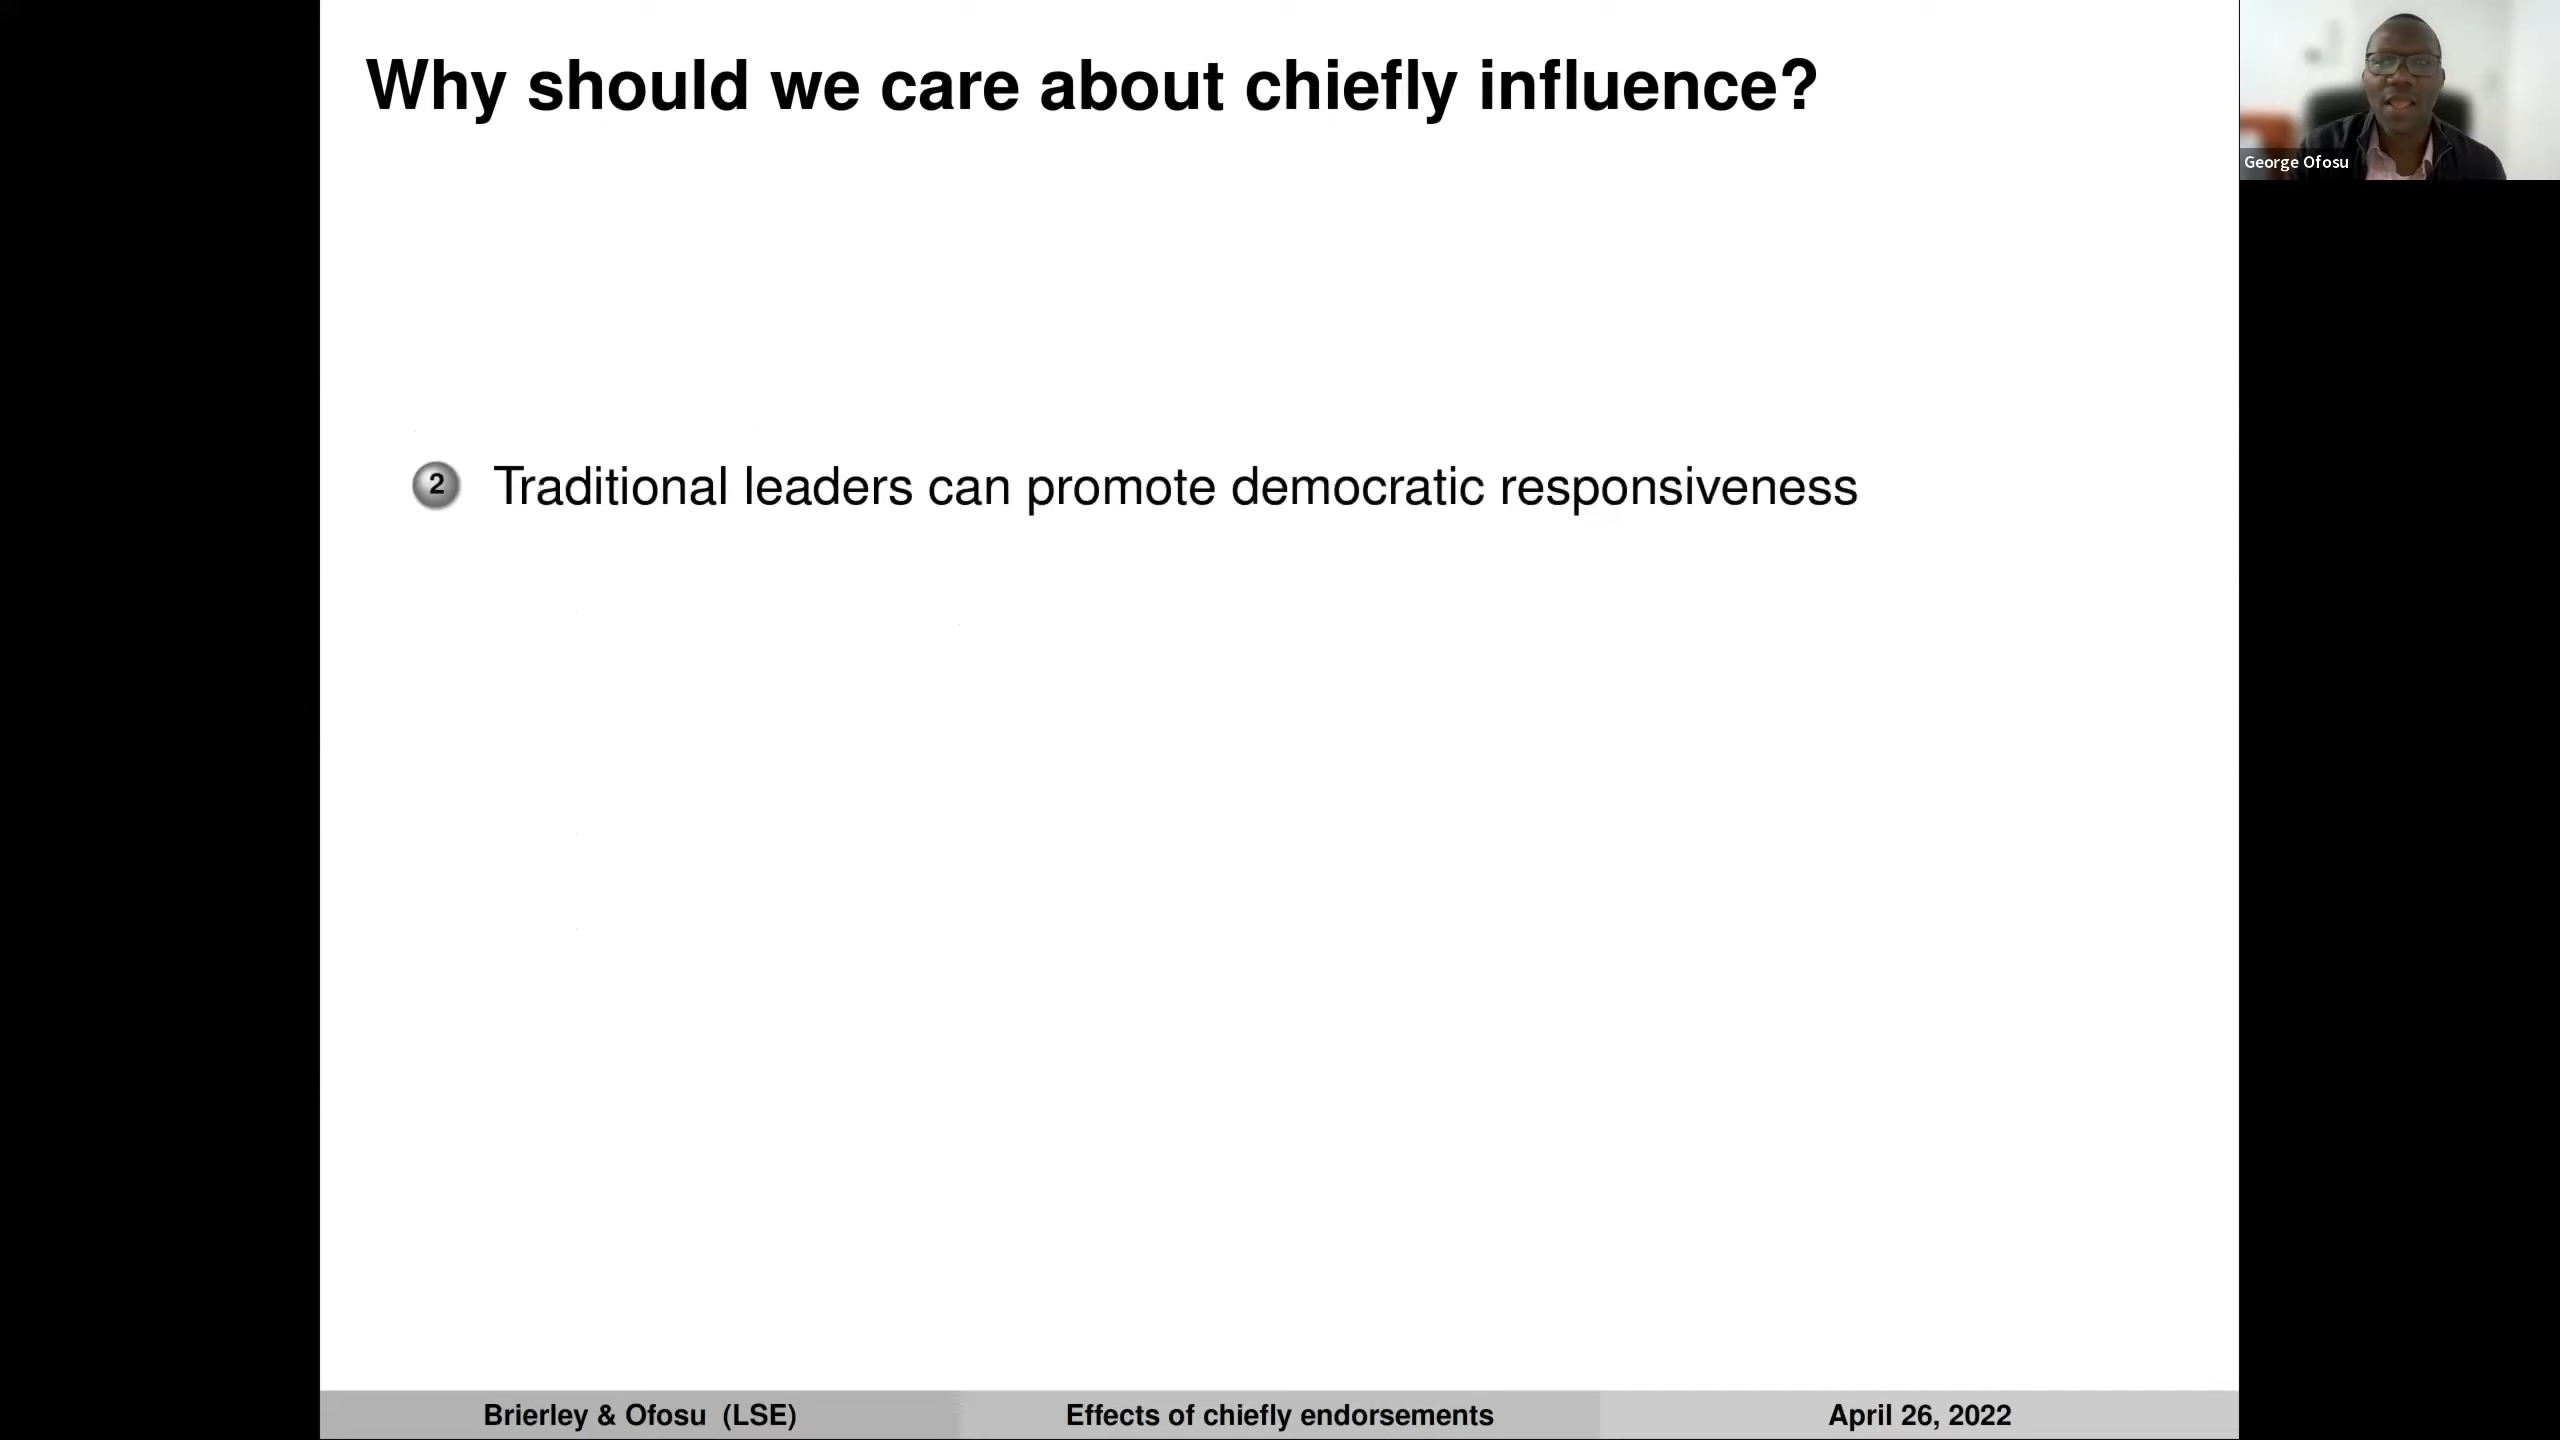 Why should we care about chiefly influence?
George Ofosu
2 Traditional leaders can promote democratic responsiveness
Brierley & Ofosu (LSE)
Effects of chiefly endorsements
April 26, 2022